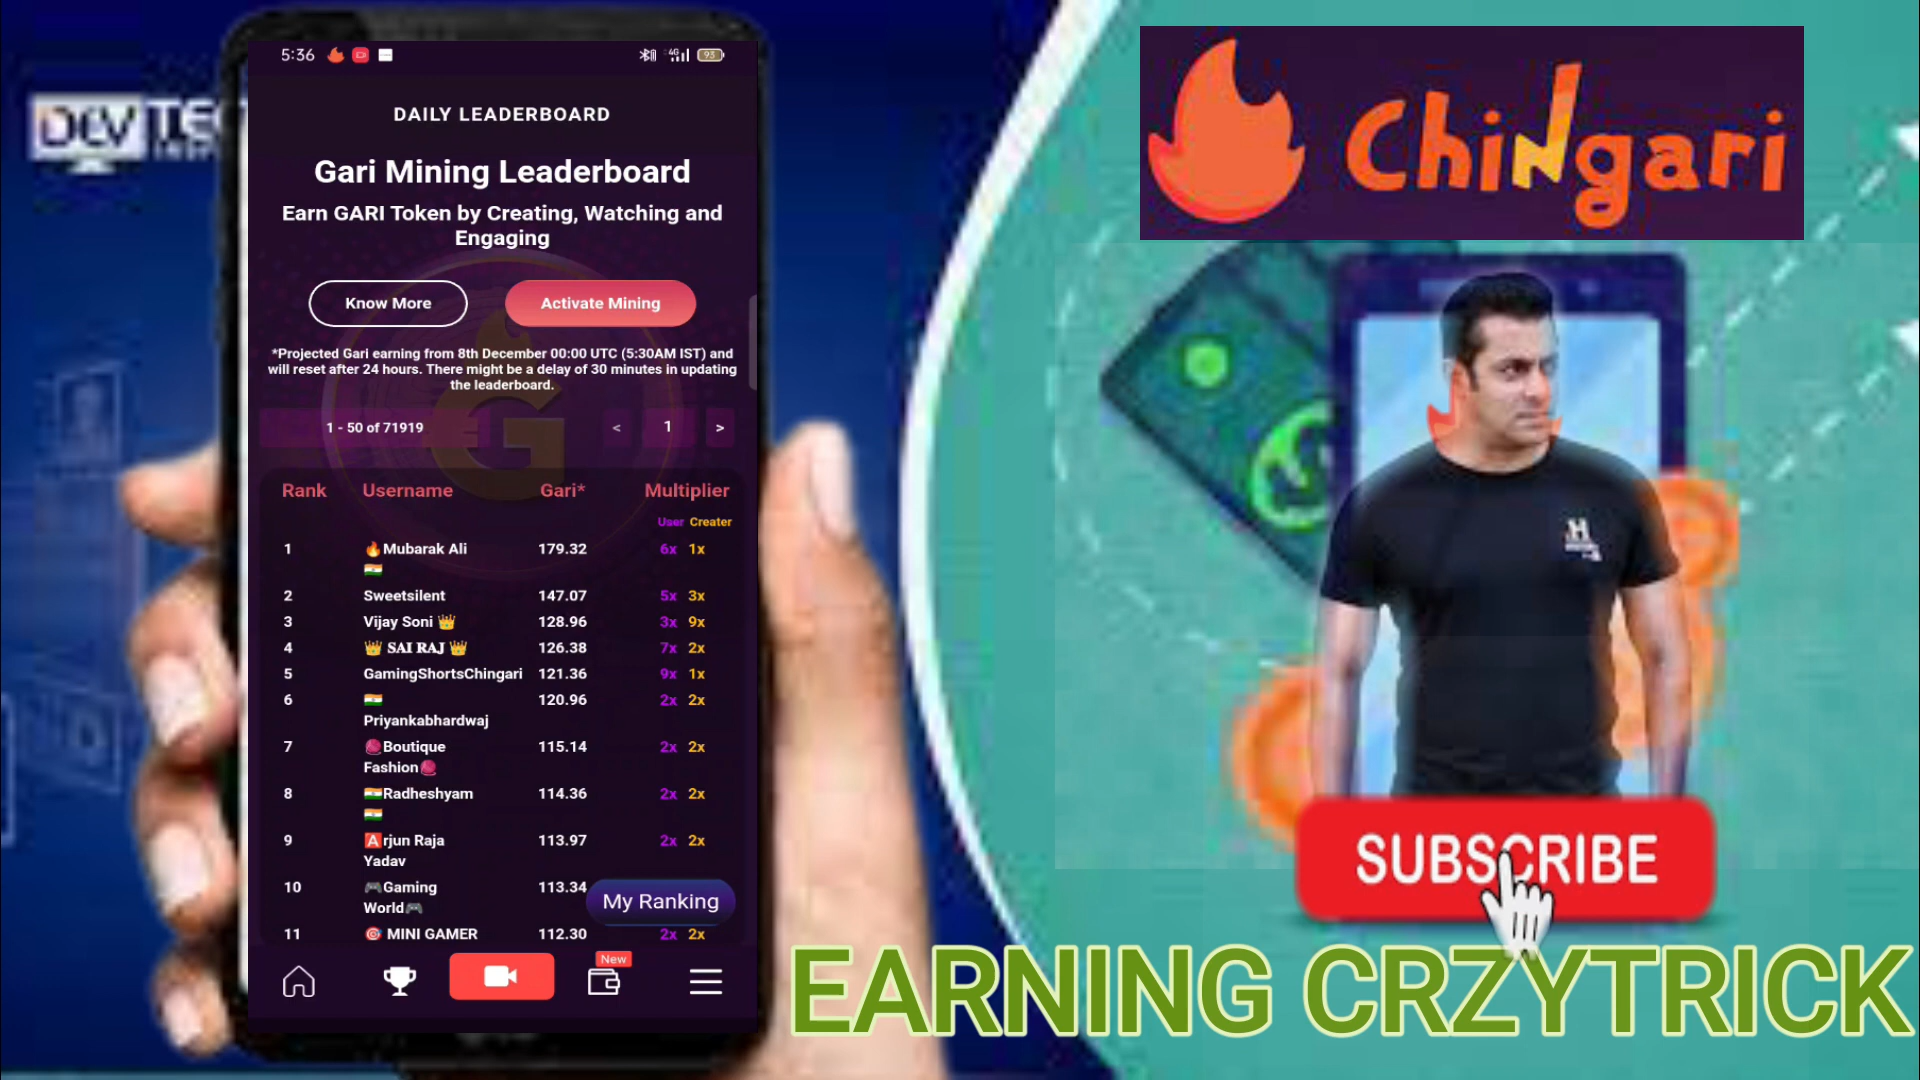 5:36
4G
93
DAILY LEADERBOARD
Gari Mining Leaderboard
Earn GARI Token by Creating, Watching and
Engaging
Know More
Activate Mining
*Projected Gari earning from 8th December 00:00 UTC (5:30AM IST) and
will reset after 24 hours. There might be a delay of 30 minutes in updating
the leaderboard.
1 - 50 of 71919
< 1 >
Rank Username Gari* Multiplier
User Creater
1 🔥Mubarak Ali 179.32 6x 1x
🇮🇳
2 Sweetsilent 147.07 5x 3x
3 Vijay Soni 👑 128.96 3x 9x
4 👑 SAI RAJ 👑 126.38 7x 2x
5 GamingShortsChingari 121.36 9x 1x
6 🇮🇳 120.96 2x 2x
Priyankabhardwaj
7 🧶Boutique 115.14 2x 2x
Fashion🧶
8 🇮🇳Radheshyam 114.36 2x 2x
🇮🇳
9 🅰rjun Raja 113.97 2x 2x
Yadav
10 🎮Gaming 113.34
World🎮
My Ranking
11 🎯 MINI GAMER 112.30 2x 2x
New
DEV TEC
Chingari
H
SUBSCRIBE
EARNING CRZYTRICK